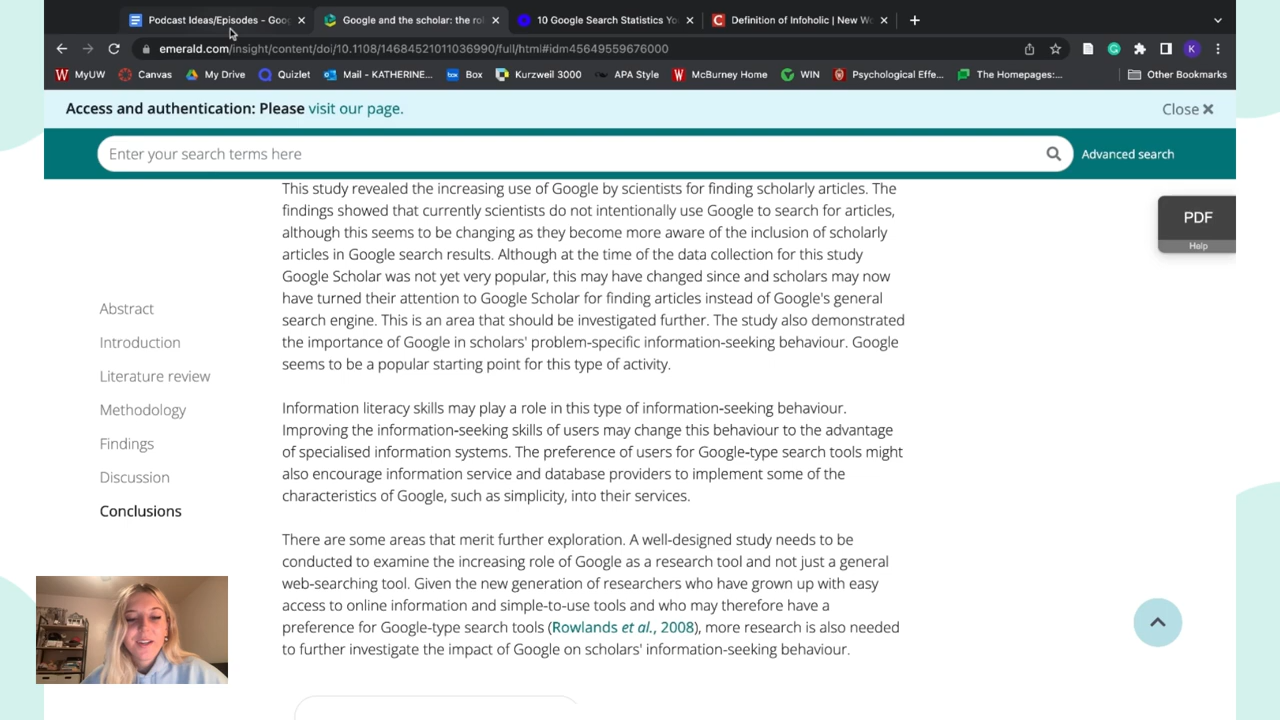 Podcast Ideas/Episodes - Goog
Google and the scholar: the rol
10 Google Search Statistics Yo
Definition of Infoholic | New W
emerald.com/insight/content/doi/10.1108/14684521011036990/full/html#idm45649559676000
K
MyUW
Canvas
My Drive
Quizlet
Mail - KATHERINE...
Box
Kurzweil 3000
APA Style
McBurney Home
WIN
Psychological Effe...
The Homepages:...
Other Bookmarks
Access and authentication: Please visit our page.
Close ×
Enter your search terms here
Advanced search
PDF
Help
Abstract
Introduction
Literature review
Methodology
Findings
Discussion
Conclusions
This study revealed the increasing use of Google by scientists for finding scholarly articles. The
findings showed that currently scientists do not intentionally use Google to search for articles,
although this seems to be changing as they become more aware of the inclusion of scholarly
articles in Google search results. Although at the time of the data collection for this study
Google Scholar was not yet very popular, this may have changed since and scholars may now
have turned their attention to Google Scholar for finding articles instead of Google's general
search engine. This is an area that should be investigated further. The study also demonstrated
the importance of Google in scholars' problem-specific information-seeking behaviour. Google
seems to be a popular starting point for this type of activity.
Information literacy skills may play a role in this type of information-seeking behaviour.
Improving the information-seeking skills of users may change this behaviour to the advantage
of specialised information systems. The preference of users for Google-type search tools might
also encourage information service and database providers to implement some of the
characteristics of Google, such as simplicity, into their services.
There are some areas that merit further exploration. A well-designed study needs to be
conducted to examine the increasing role of Google as a research tool and not just a general
web-searching tool. Given the new generation of researchers who have grown up with easy
access to online information and simple-to-use tools and who may therefore have a
preference for Google-type search tools (Rowlands et al., 2008), more research is also needed
to further investigate the impact of Google on scholars' information-seeking behaviour.